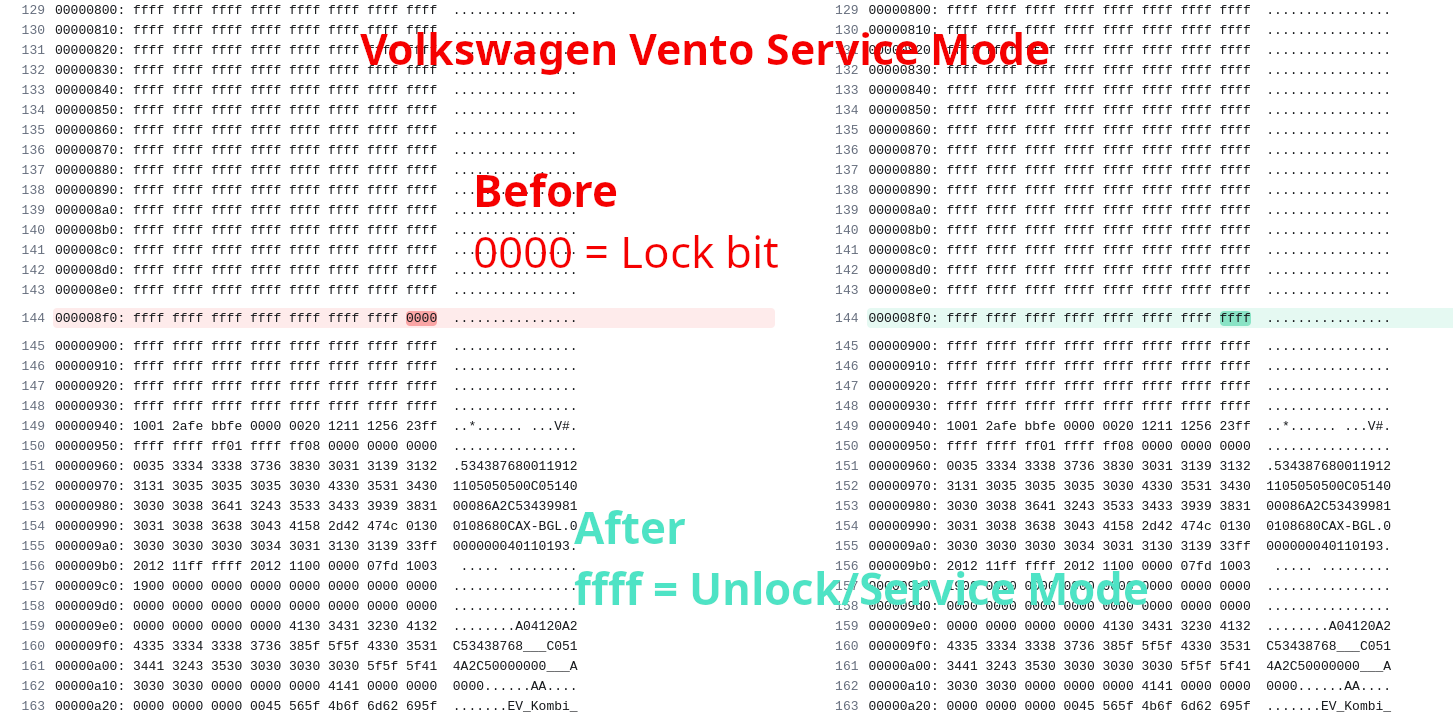 Volkswagen Vento Service Mode
129 00000800: ffff ffff ffff ffff ffff ffff ffff ffff ................
130 00000810: ffff ffff ffff ffff ffff ffff ffff ffff ................
131 00000820: ffff ffff ffff ffff ffff ffff ffff ffff ................
132 00000830: ffff ffff ffff ffff ffff ffff ffff ffff ................
133 00000840: ffff ffff ffff ffff ffff ffff ffff ffff ................
134 00000850: ffff ffff ffff ffff ffff ffff ffff ffff ................
135 00000860: ffff ffff ffff ffff ffff ffff ffff ffff ................
136 00000870: ffff ffff ffff ffff ffff ffff ffff ffff ................
137 00000880: ffff ffff ffff ffff ffff ffff ffff ffff ................
138 00000890: ffff ffff ffff ffff ffff ffff ffff ffff ................
139 000008a0: ffff ffff ffff ffff ffff ffff ffff ffff ................
140 000008b0: ffff ffff ffff ffff ffff ffff ffff ffff ................
141 000008c0: ffff ffff ffff ffff ffff ffff ffff ffff ................
142 000008d0: ffff ffff ffff ffff ffff ffff ffff ffff ................
143 000008e0: ffff ffff ffff ffff ffff ffff ffff ffff ................
144 000008f0: ffff ffff ffff ffff ffff ffff ffff 0000 ................
145 00000900: ffff ffff ffff ffff ffff ffff ffff ffff ................
146 00000910: ffff ffff ffff ffff ffff ffff ffff ffff ................
147 00000920: ffff ffff ffff ffff ffff ffff ffff ffff ................
148 00000930: ffff ffff ffff ffff ffff ffff ffff ffff ................
149 00000940: 1001 2afe bbfe 0000 0020 1211 1256 23ff ..*...... ...V#.
150 00000950: ffff ffff ff01 ffff ff08 0000 0000 0000 ................
151 00000960: 0035 3334 3338 3736 3830 3031 3139 3132 .534387680011912
152 00000970: 3131 3035 3035 3035 3030 4330 3531 3430 1105050500C05140
153 00000980: 3030 3038 3641 3243 3533 3433 3939 3831 00086A2C53439981
154 00000990: 3031 3038 3638 3043 4158 2d42 474c 0130 0108680CAX-BGL.0
155 000009a0: 3030 3030 3030 3034 3031 3130 3139 33ff 000000040110193.
156 000009b0: 2012 11ff ffff 2012 1100 0000 07fd 1003  ..... .........
157 000009c0: 1900 0000 0000 0000 0000 0000 0000 0000 ................
158 000009d0: 0000 0000 0000 0000 0000 0000 0000 0000 ................
159 000009e0: 0000 0000 0000 0000 4130 3431 3230 4132 ........A04120A2
160 000009f0: 4335 3334 3338 3736 385f 5f5f 4330 3531 C53438768___C051
161 00000a00: 3441 3243 3530 3030 3030 3030 5f5f 5f41 4A2C50000000___A
162 00000a10: 3030 3030 0000 0000 0000 4141 0000 0000 0000......AA....
163 00000a20: 0000 0000 0000 0045 565f 4b6f 6d62 695f .......EV_Kombi_
Before
0000 = Lock bit
After
ffff = Unlock/Service Mode
129 00000800: ffff ffff ffff ffff ffff ffff ffff ffff ................
130 00000810: ffff ffff ffff ffff ffff ffff ffff ffff ................
131 00000820: ffff ffff ffff ffff ffff ffff ffff ffff ................
132 00000830: ffff ffff ffff ffff ffff ffff ffff ffff ................
133 00000840: ffff ffff ffff ffff ffff ffff ffff ffff ................
134 00000850: ffff ffff ffff ffff ffff ffff ffff ffff ................
135 00000860: ffff ffff ffff ffff ffff ffff ffff ffff ................
136 00000870: ffff ffff ffff ffff ffff ffff ffff ffff ................
137 00000880: ffff ffff ffff ffff ffff ffff ffff ffff ................
138 00000890: ffff ffff ffff ffff ffff ffff ffff ffff ................
139 000008a0: ffff ffff ffff ffff ffff ffff ffff ffff ................
140 000008b0: ffff ffff ffff ffff ffff ffff ffff ffff ................
141 000008c0: ffff ffff ffff ffff ffff ffff ffff ffff ................
142 000008d0: ffff ffff ffff ffff ffff ffff ffff ffff ................
143 000008e0: ffff ffff ffff ffff ffff ffff ffff ffff ................
144 000008f0: ffff ffff ffff ffff ffff ffff ffff ffff ................
145 00000900: ffff ffff ffff ffff ffff ffff ffff ffff ................
146 00000910: ffff ffff ffff ffff ffff ffff ffff ffff ................
147 00000920: ffff ffff ffff ffff ffff ffff ffff ffff ................
148 00000930: ffff ffff ffff ffff ffff ffff ffff ffff ................
149 00000940: 1001 2afe bbfe 0000 0020 1211 1256 23ff ..*...... ...V#.
150 00000950: ffff ffff ff01 ffff ff08 0000 0000 0000 ................
151 00000960: 0035 3334 3338 3736 3830 3031 3139 3132 .534387680011912
152 00000970: 3131 3035 3035 3035 3030 4330 3531 3430 1105050500C05140
153 00000980: 3030 3038 3641 3243 3533 3433 3939 3831 00086A2C53439981
154 00000990: 3031 3038 3638 3043 4158 2d42 474c 0130 0108680CAX-BGL.0
155 000009a0: 3030 3030 3030 3034 3031 3130 3139 33ff 000000040110193.
156 000009b0: 2012 11ff ffff 2012 1100 0000 07fd 1003  ..... .........
157 000009c0: 1900 0000 0000 0000 0000 0000 0000 0000 ................
158 000009d0: 0000 0000 0000 0000 0000 0000 0000 0000 ................
159 000009e0: 0000 0000 0000 0000 4130 3431 3230 4132 ........A04120A2
160 000009f0: 4335 3334 3338 3736 385f 5f5f 4330 3531 C53438768___C051
161 00000a00: 3441 3243 3530 3030 3030 3030 5f5f 5f41 4A2C50000000___A
162 00000a10: 3030 3030 0000 0000 0000 4141 0000 0000 0000......AA....
163 00000a20: 0000 0000 0000 0045 565f 4b6f 6d62 695f .......EV_Kombi_